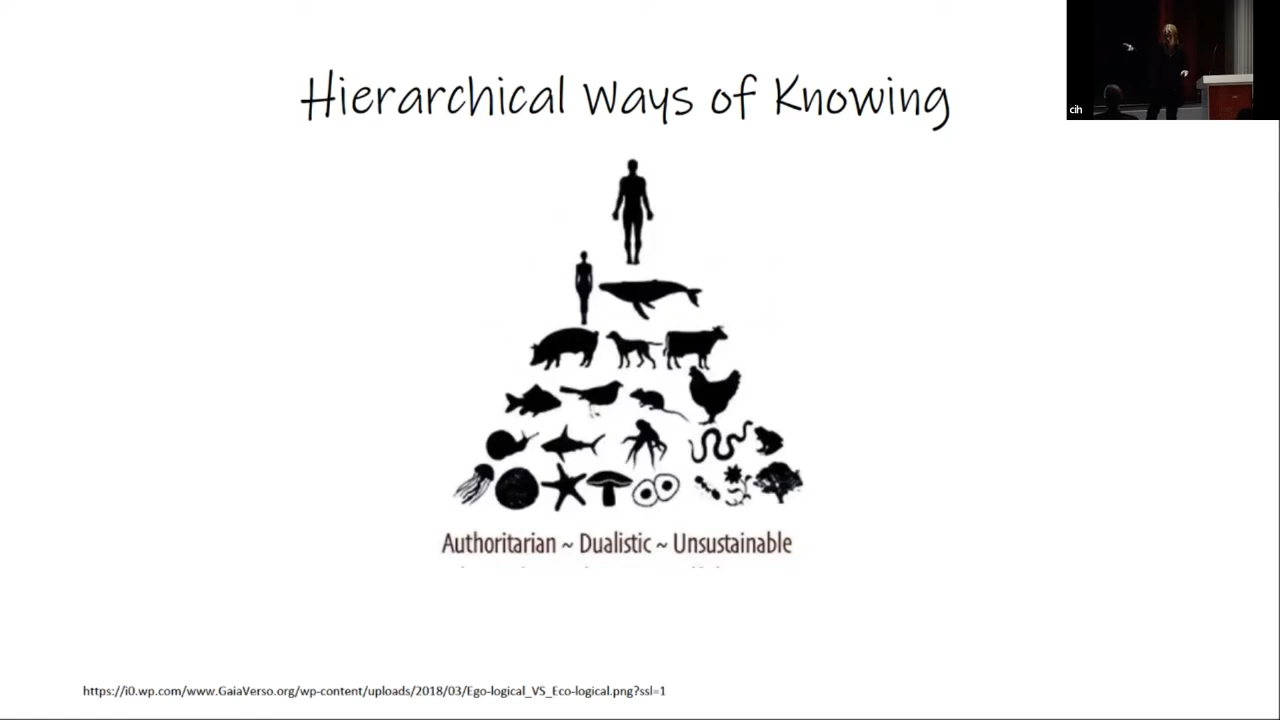 Hierarchical Ways of Knowing
cih
Authoritarian ~ Dualistic ~ Unsustainable
https://i0.wp.com/www.GaiaVerso.org/wp-content/uploads/2018/03/Ego-logical_VS_Eco-logical.png?ssl=1